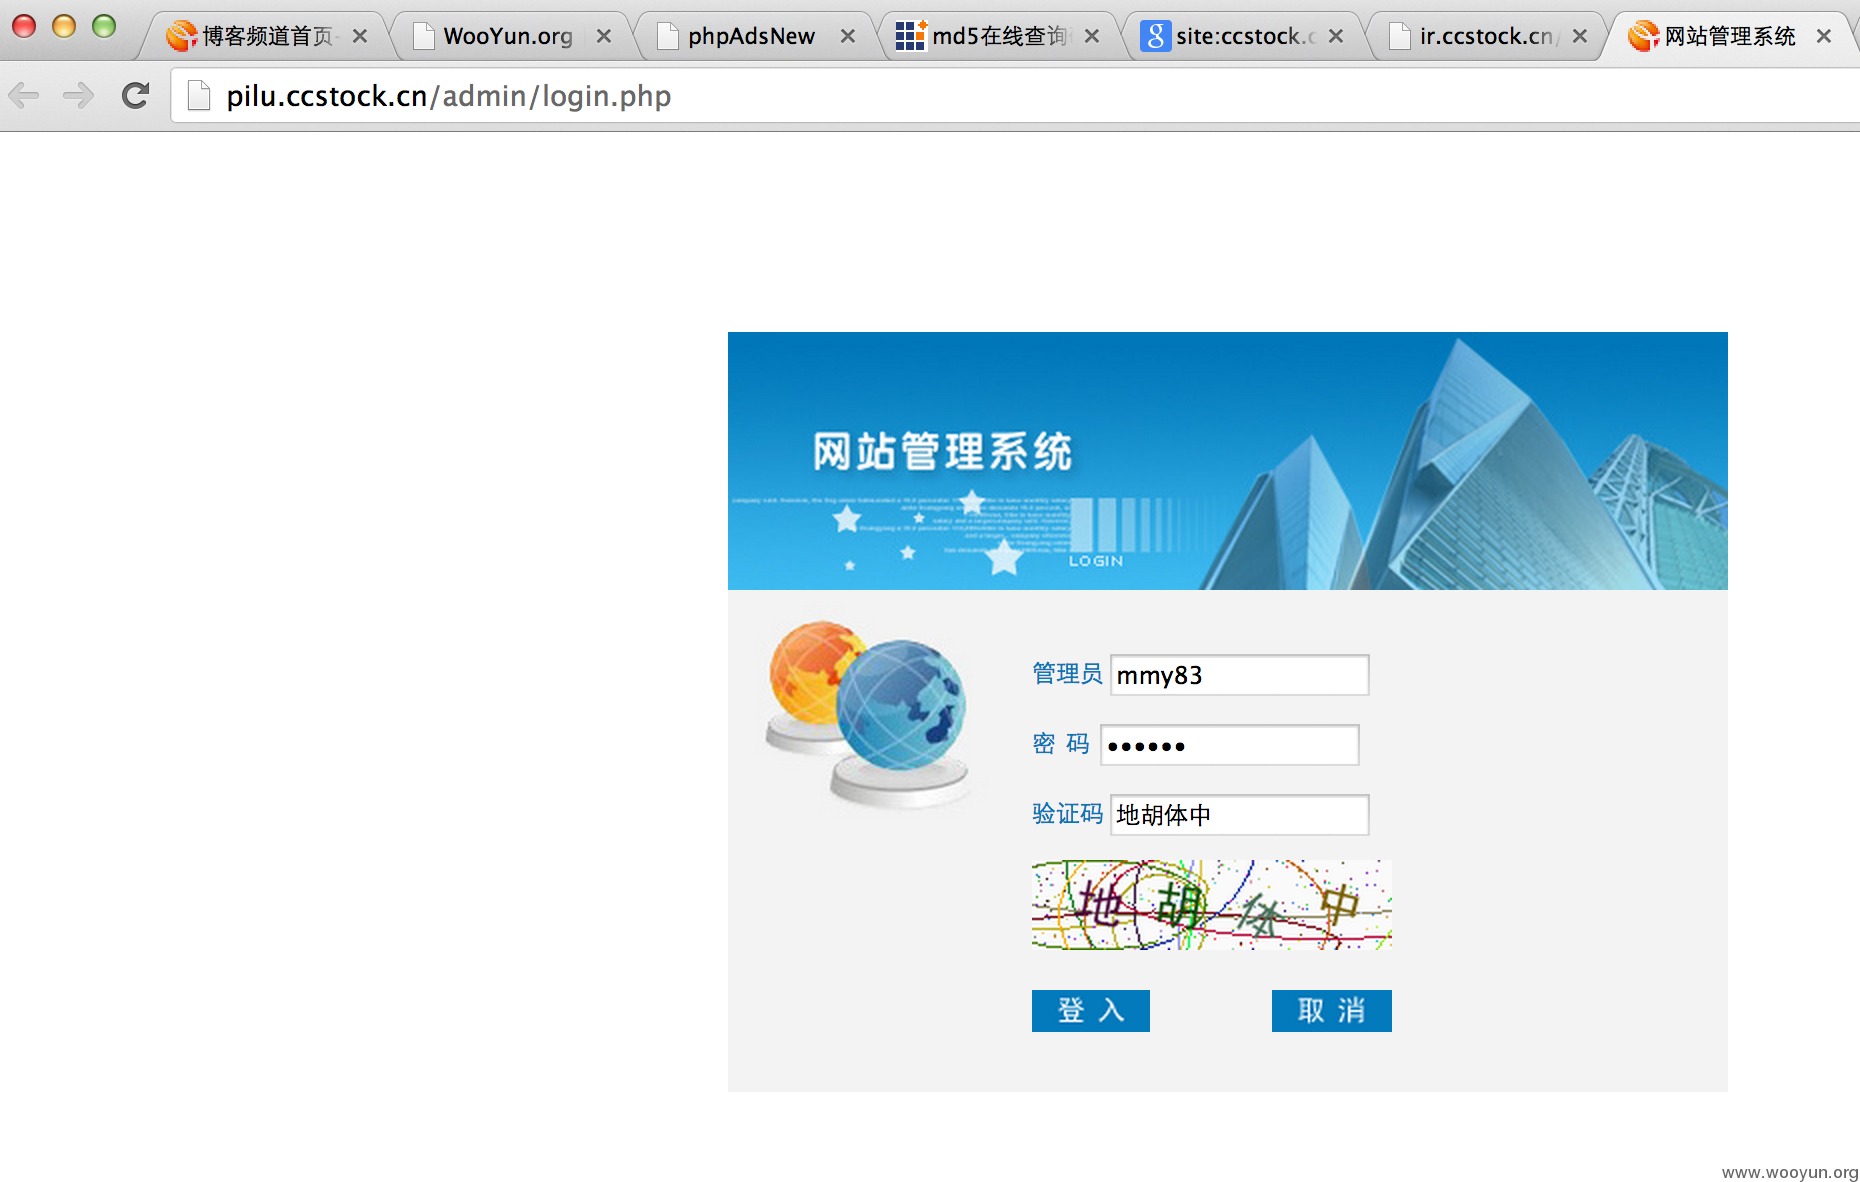 博客频道首页 WooYun.org phpAdsNew md5在线查询 site:ccstock.c ir.ccstock.cn/ 网站管理系统
pilu.ccstock.cn/admin/login.php
网站管理系统
LOGIN
管理员 mmy83
密 码 ••••••
验证码 地胡体中
地胡体中
登 入 取 消
www.wooyun.org